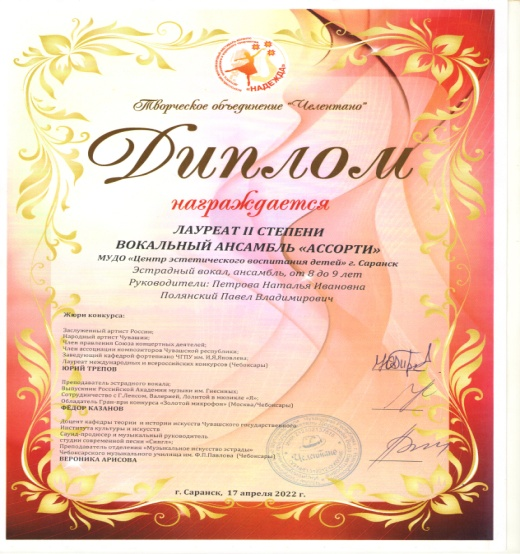 «НАДЕЖДА»
Творческое объединение "Челентано"
Диплом
награждается
ЛАУРЕАТ II СТЕПЕНИ
ВОКАЛЬНЫЙ АНСАМБЛЬ «АССОРТИ»
МУДО «Центр эстетического воспитания детей» г. Саранск
Эстрадный вокал, ансамбль, от 8 до 9 лет
Руководители: Петрова Наталья Ивановна
Полянский Павел Владимирович
Жюри конкурса:
Заслуженный артист России;
Народный артист Чувашии;
Член правления Союза концертных деятелей;
Член ассоциации композиторов Чувашской республики;
Заведующий кафедрой фортепиано ЧГПУ им. И.Я.Яковлева;
Лауреат международных и всероссийских конкурсов (Чебоксары)
ЮРИЙ ТРЕПОВ
Преподаватель эстрадного вокала;
Выпускник Российской Академии музыки им. Гнесиных;
Сотрудничество с Г.Лепсом, Валерией, Лолитой в мюзикле «Я».
Обладатель Гран-при конкурса «Золотой микрофон» (Москва/Чебоксары)
ФЁДОР КАЗАНОВ
Доцент кафедры теории и истории искусств Чувашского государственного
Института культуры и искусств
Саунд-продюсер и музыкальный руководитель
студии современной песни «Свингл»
Преподаватель отделения «Музыкальное искусство эстрады»
Чебоксарского музыкального училища им. Ф.П.Павлова (Чебоксары)
ВЕРОНИКА АРИСОВА
«Челентано»
г. Саранск, 17 апреля 2022 г.